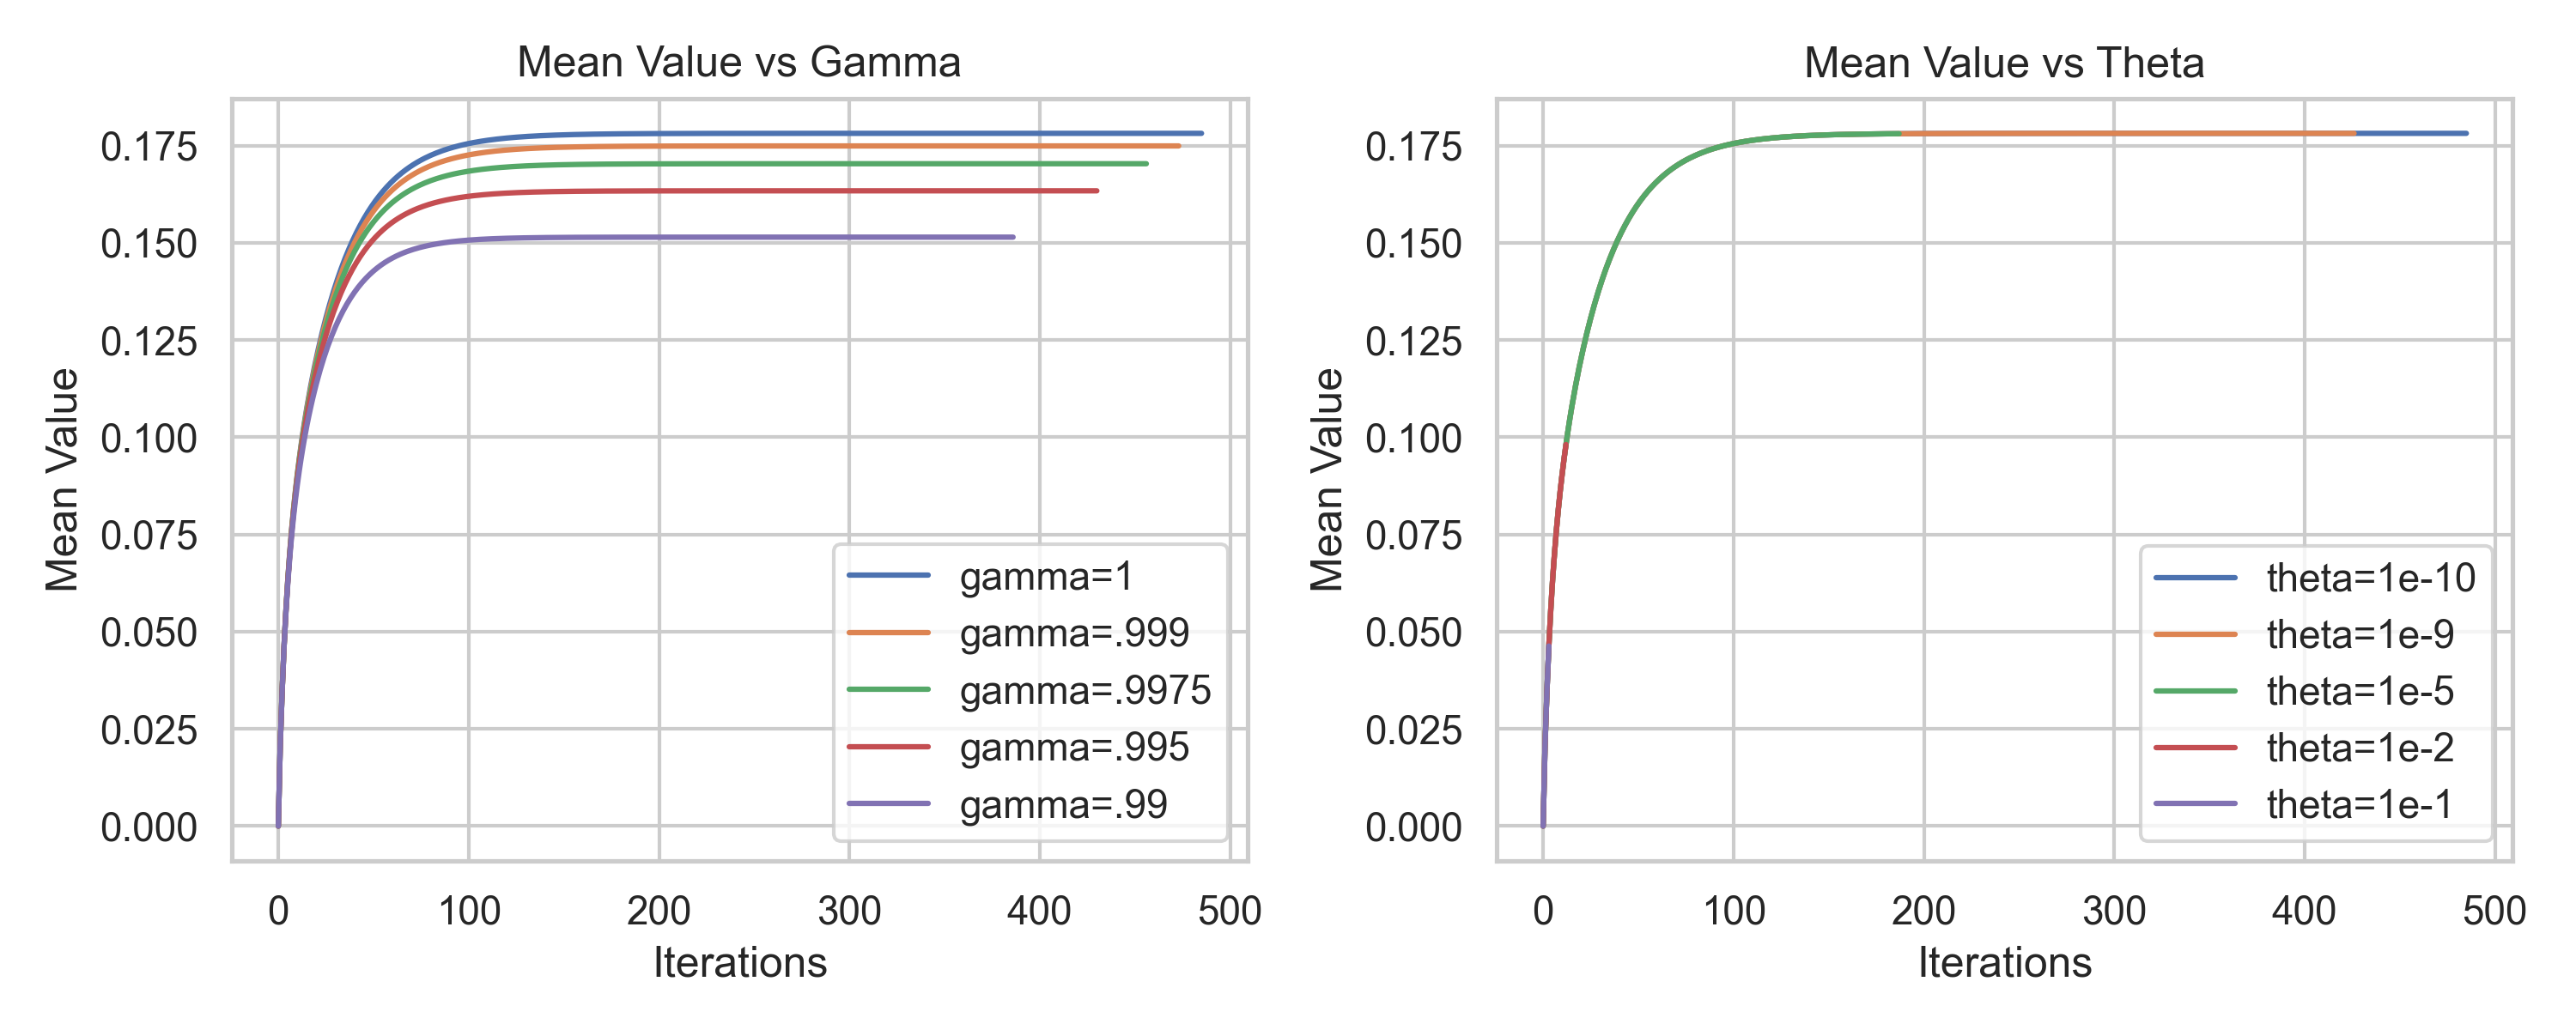 Mean Value vs Gamma
Mean Value
0.175
0.150
0.125
0.100
0.075
0.050
0.025
0.000
gamma=1
gamma=.999
gamma=.9975
gamma=.995
gamma=.99
0 100 200 300 400 500
Iterations
Mean Value vs Theta
Mean Value
0.175
0.150
0.125
0.100
0.075
0.050
0.025
0.000
theta=1e-10
theta=1e-9
theta=1e-5
theta=1e-2
theta=1e-1
0 100 200 300 400 500
Iterations